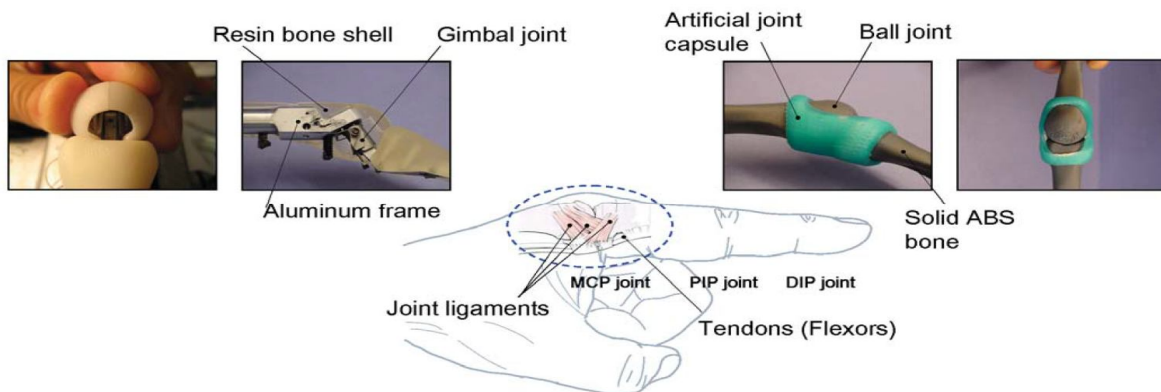 Resin bone shell
Gimbal joint
Artificial joint
capsule
Ball joint
Aluminum frame
Solid ABS
bone
MCP joint
PIP joint
DIP joint
Joint ligaments
Tendons (Flexors)